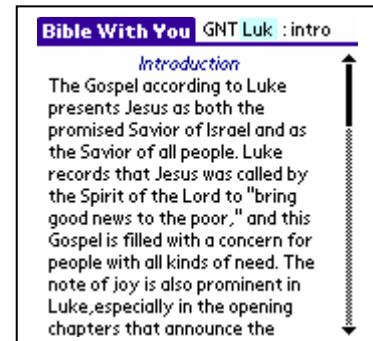 Bible With You GNT Luk : intro
Introduction
The Gospel according to Luke
presents Jesus as both the
promised Savior of Israel and as
the Savior of all people. Luke
records that Jesus was called by
the Spirit of the Lord to "bring
good news to the poor," and this
Gospel is filled with a concern for
people with all kinds of need. The
note of joy is also prominent in
Luke,especially in the opening
chapters that announce the